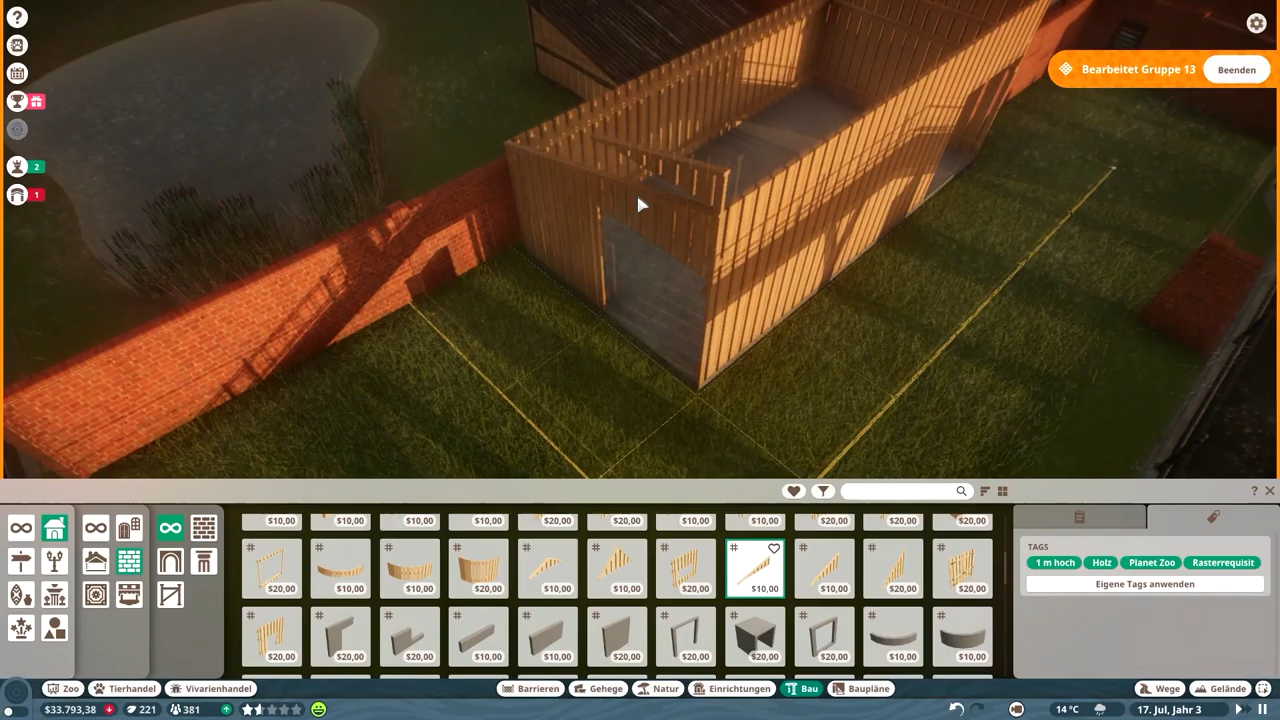 ?
Bearbeitet Gruppe 13
Beenden
2
1
? ✕
$10,00 $10,00 $10,00 $10,00 $20,00 $20,00 $20,00 $10,00 $20,00 $20,00 $20,00
$20,00 $10,00 $10,00 $20,00 $10,00 $10,00 $20,00 $10,00 $10,00 $20,00 $20,00
$20,00 $20,00 $20,00 $10,00 $10,00 $20,00 $20,00 $20,00 $20,00 $10,00 $10,00
TAGS
1 m hoch Holz Planet Zoo Rasterrequisit
Eigene Tags anwenden
Zoo Tierhandel Vivarienhandel Barrieren Gehege Natur Einrichtungen Bau Baupläne Wege Gelände
$33.793,38 221 381 14 °C 17. Jul, Jahr 3